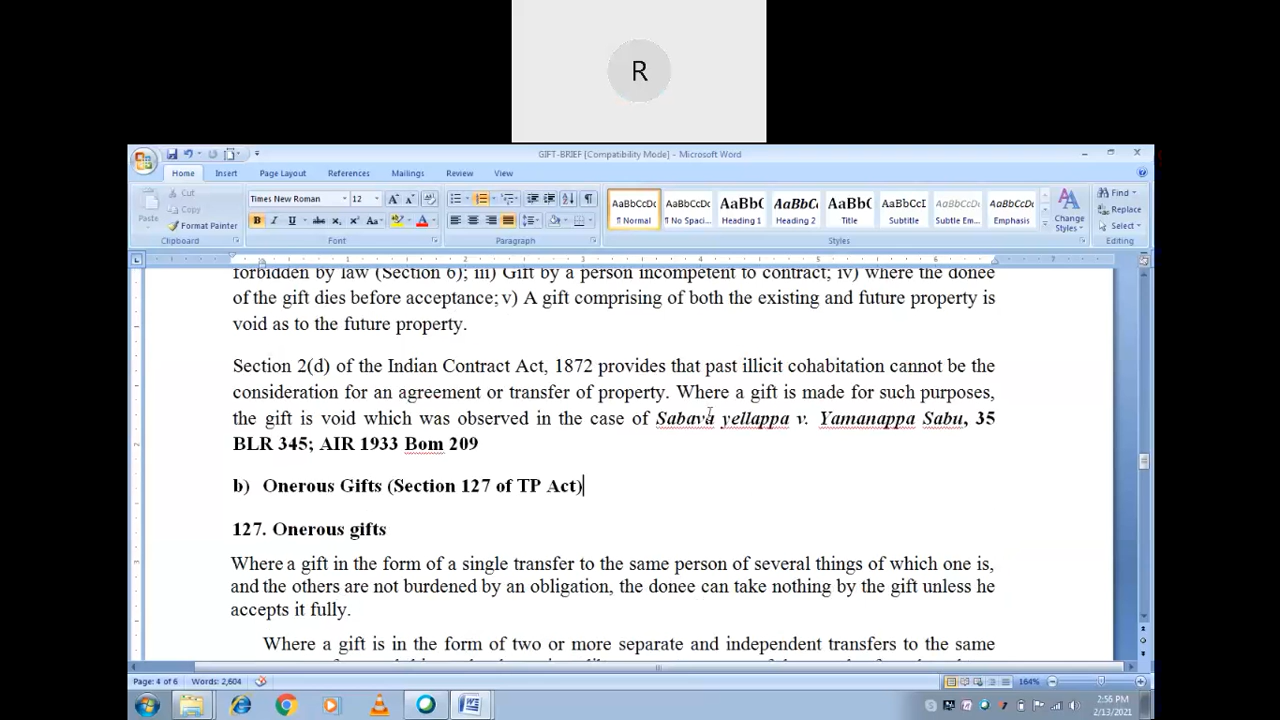 R
GIFT-BRIEF [Compatibility Mode] - Microsoft Word
Home Insert Page Layout References Mailings Review View
Cut
Copy
Paste
Format Painter
Times New Roman 12
AaBbCcDc AaBbCcDc AaBbC AaBbCc AaBb AaBbCcI AaBbCcDc AaBbCcDc
¶ Normal ¶ No Spaci... Heading 1 Heading 2 Title Subtitle Subtle Em... Emphasis
Change Styles
Find
Replace
Select
Clipboard Font Paragraph Styles Editing
forbidden by law (Section 6); iii) Gift by a person incompetent to contract; iv) where the donee
of the gift dies before acceptance; v) A gift comprising of both the existing and future property is
void as to the future property.
Section 2(d) of the Indian Contract Act, 1872 provides that past illicit cohabitation cannot be the
consideration for an agreement or transfer of property. Where a gift is made for such purposes,
the gift is void which was observed in the case of Sabava yellappa v. Yamanappa Sabu, 35
BLR 345; AIR 1933 Bom 209
b) Onerous Gifts (Section 127 of TP Act)
127. Onerous gifts
Where a gift in the form of a single transfer to the same person of several things of which one is,
and the others are not burdened by an obligation, the donee can take nothing by the gift unless he
accepts it fully.
Where a gift is in the form of two or more separate and independent transfers to the same
Page: 4 of 6 Words: 2,604 164%
2:56 PM
2/13/2021